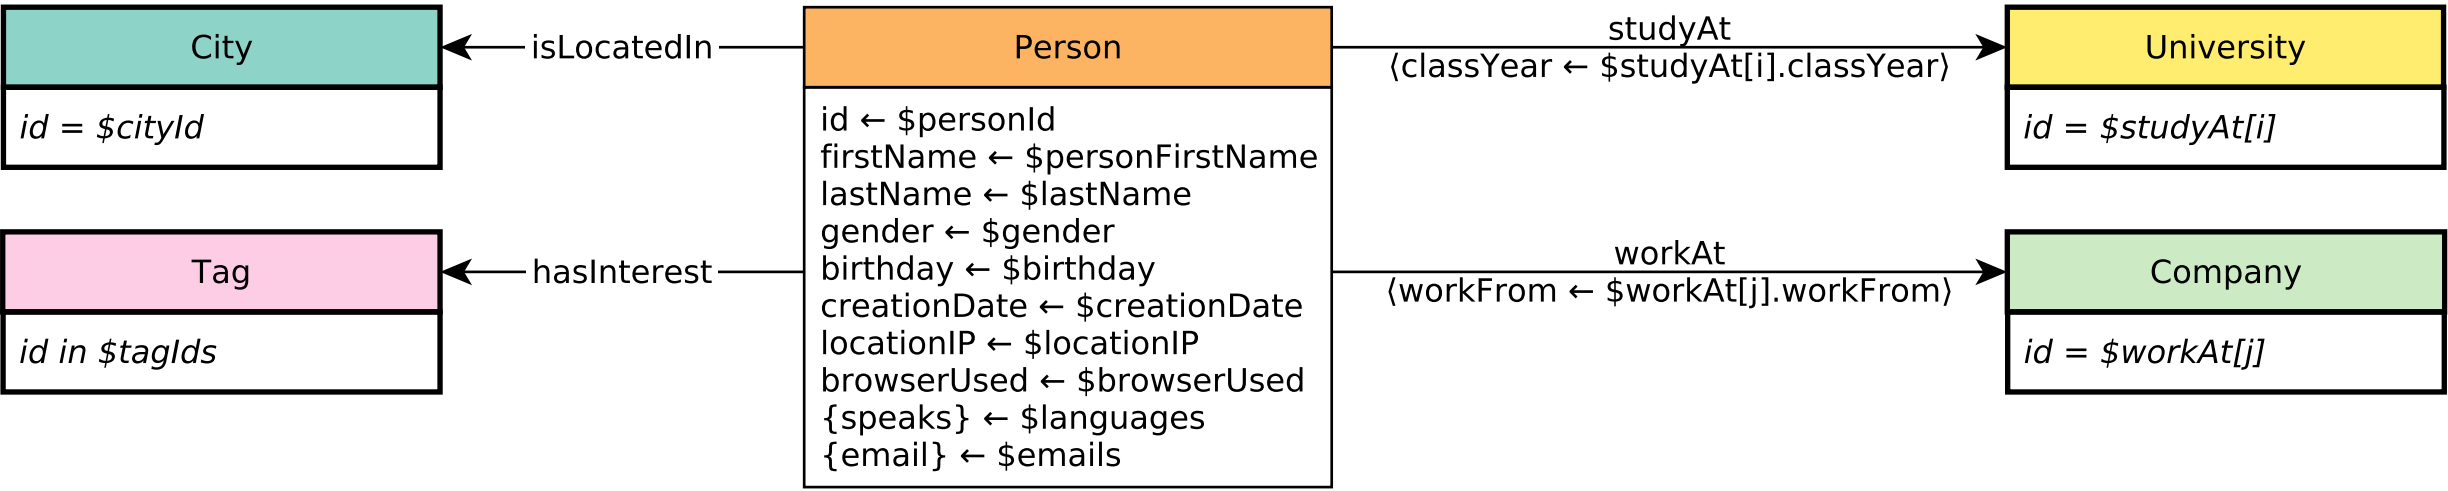 City
id = $cityId
isLocatedIn
Tag
id in $tagIds
hasInterest
Person
id ← $personId
firstName ← $personFirstName
lastName ← $lastName
gender ← $gender
birthday ← $birthday
creationDate ← $creationDate
locationIP ← $locationIP
browserUsed ← $browserUsed
{speaks} ← $languages
{email} ← $emails
studyAt
⟨classYear ← $studyAt[i].classYear⟩
University
id = $studyAt[i]
workAt
⟨workFrom ← $workAt[j].workFrom⟩
Company
id = $workAt[j]